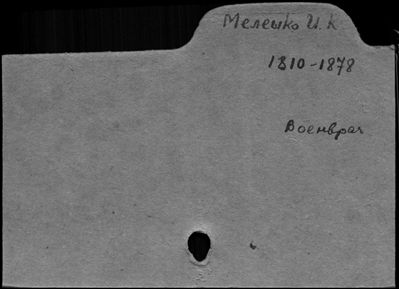 Мелешко И. К
1810-1878
Военврач